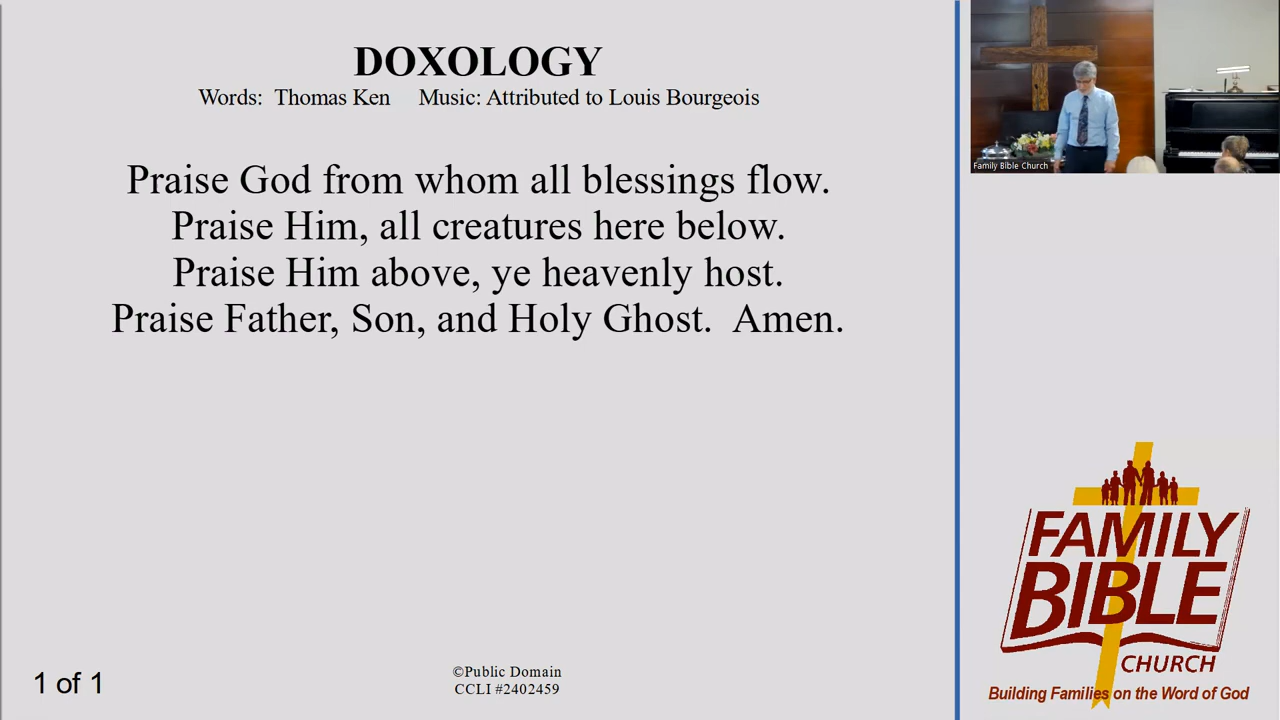 DOXOLOGY
Words:  Thomas Ken     Music: Attributed to Louis Bourgeois
Praise God from whom all blessings flow.
Praise Him, all creatures here below.
Praise Him above, ye heavenly host.
Praise Father, Son, and Holy Ghost.  Amen.
1 of 1
©Public Domain
CCLI #2402459
Family Bible Church
FAMILY
BIBLE
CHURCH
Building Families on the Word of God